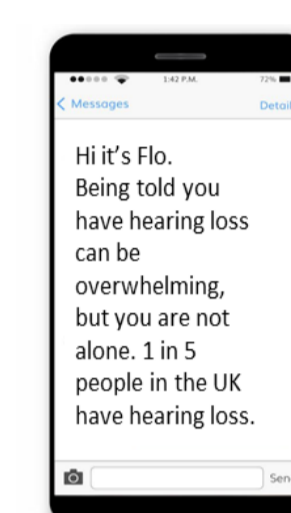 1:42 P.M.
72%
Messages
Detail
Hi it's Flo.
Being told you
have hearing loss
can be
overwhelming,
but you are not
alone. 1 in 5
people in the UK
have hearing loss.
Sen